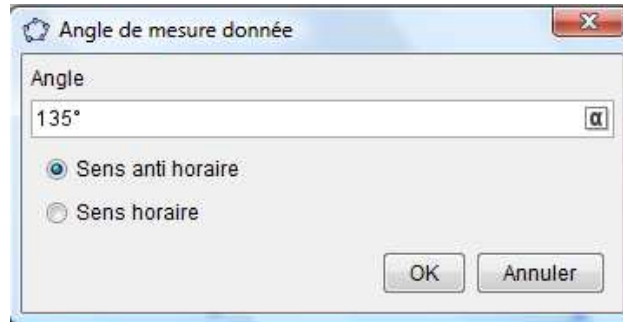 Angle de mesure donnée
Angle
135°
α
Sens anti horaire
Sens horaire
OK Annuler